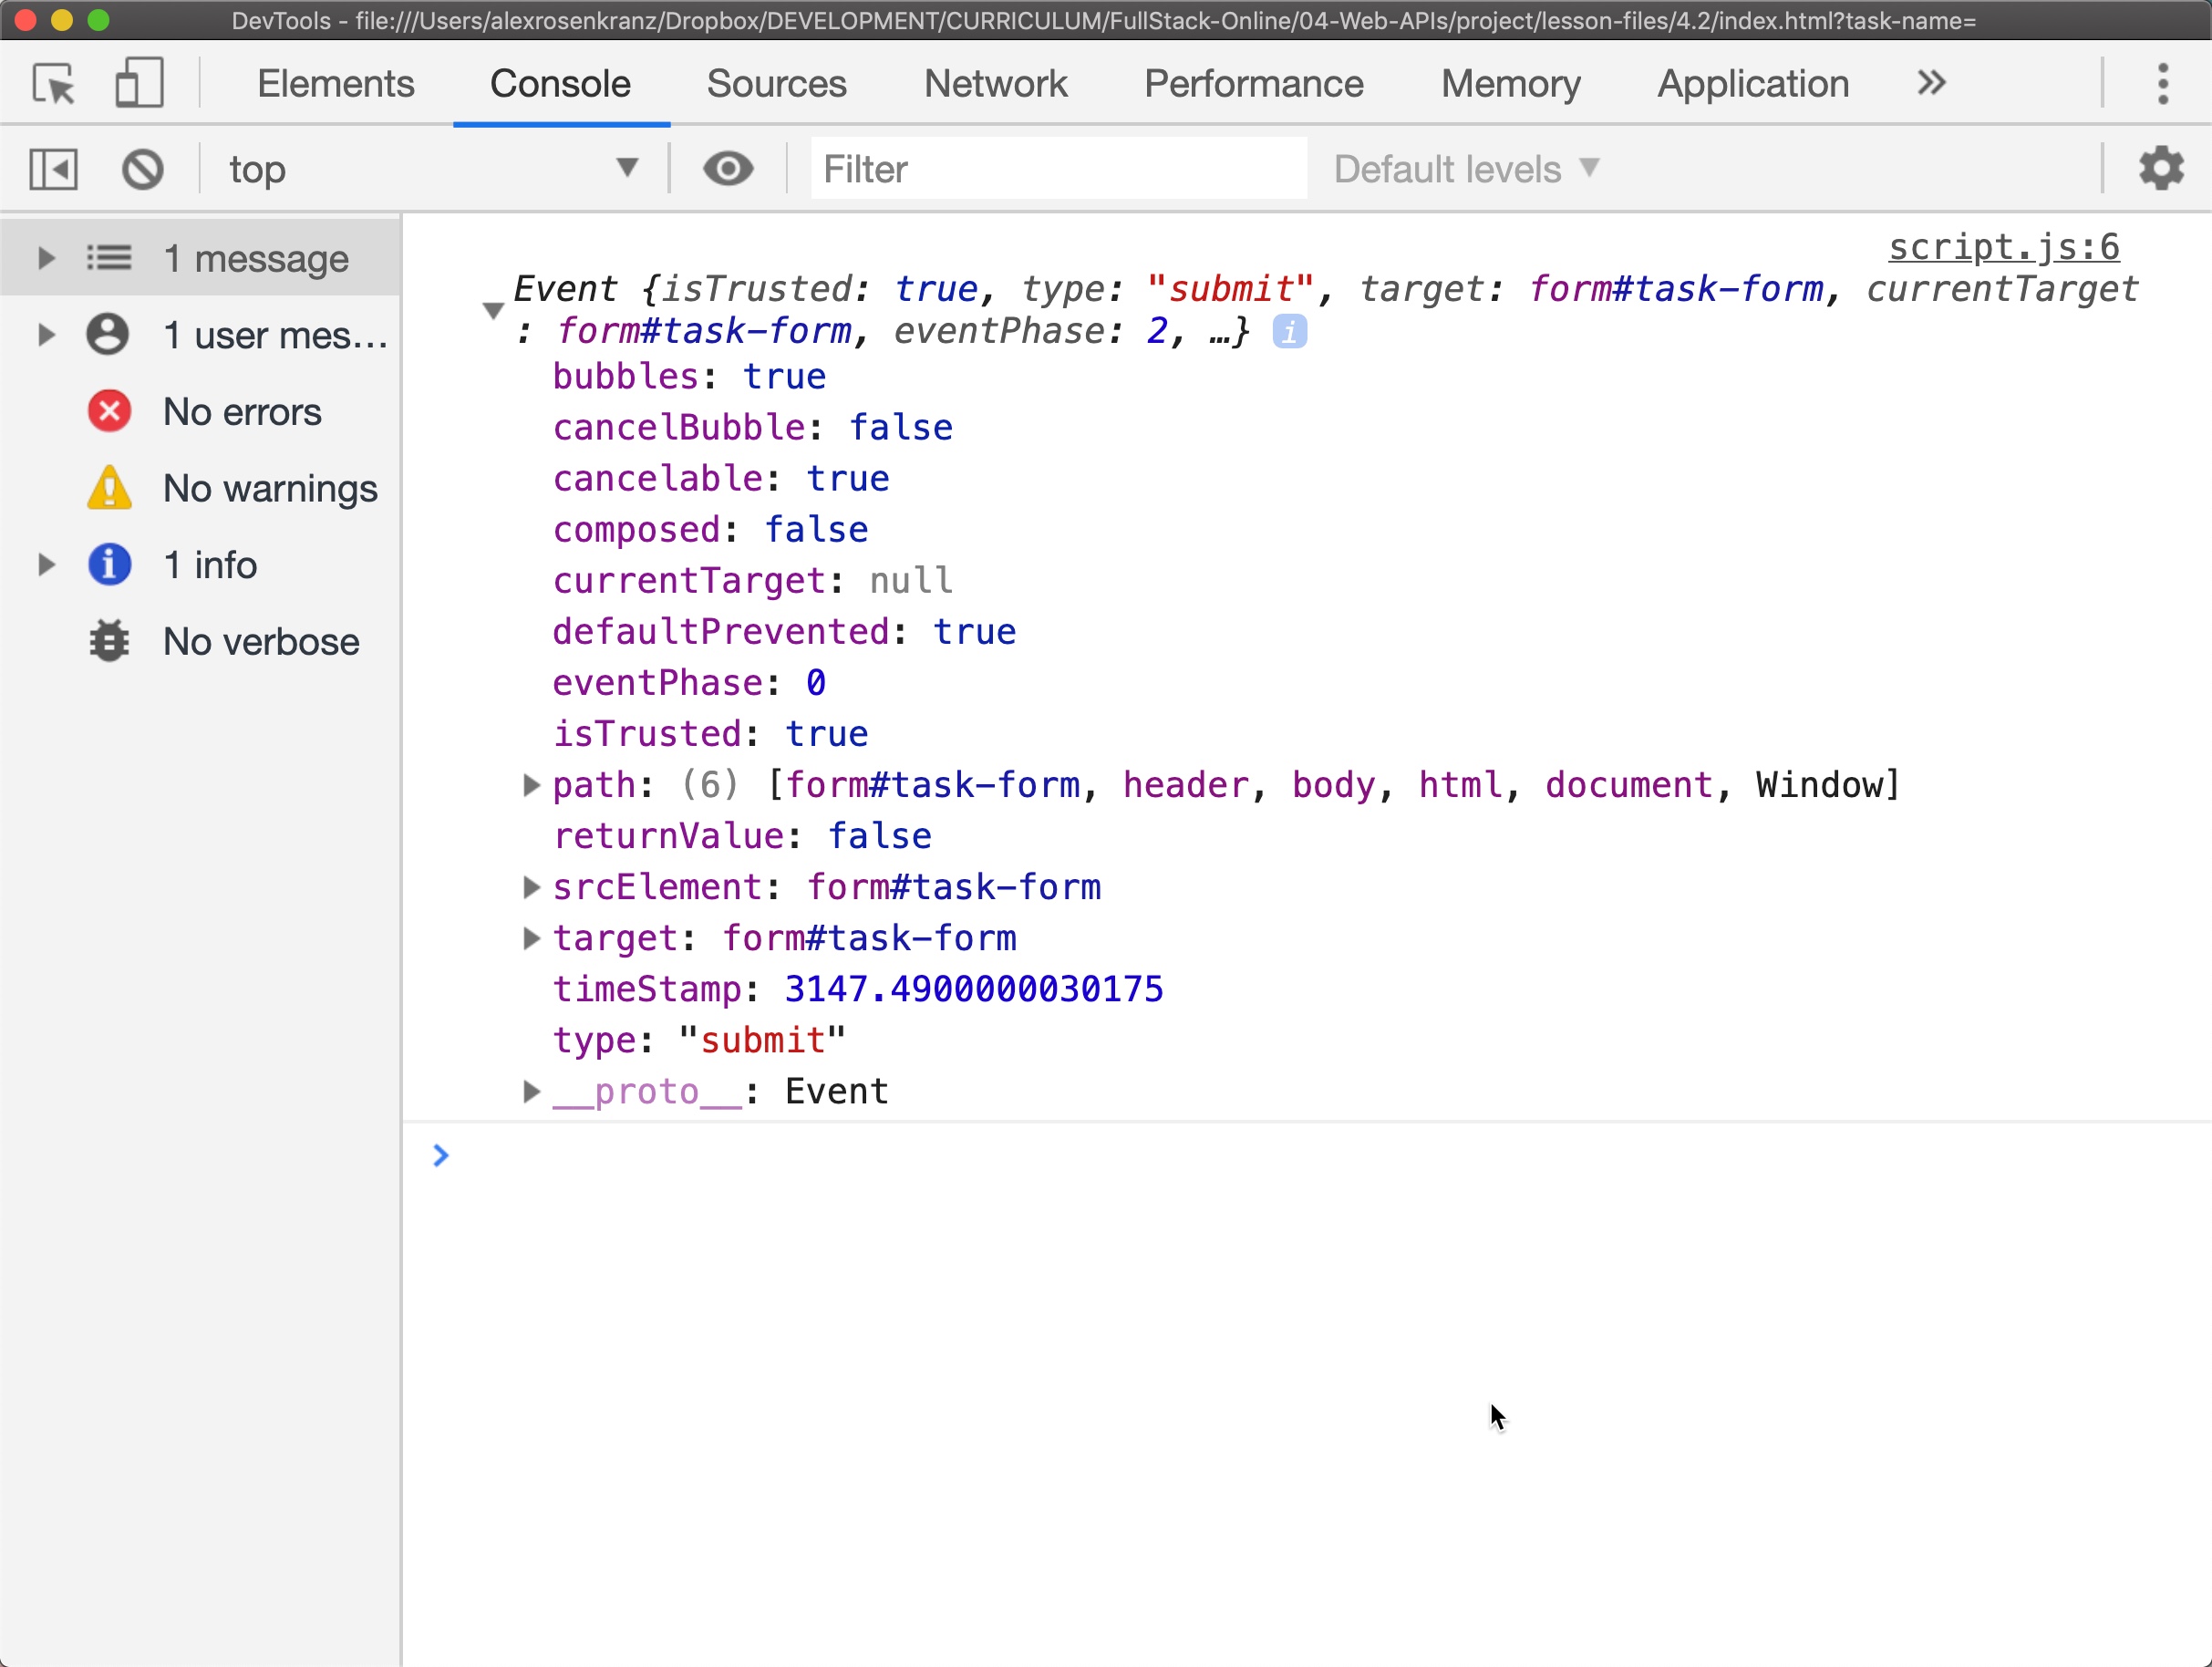 DevTools - file:///Users/alexrosenkranz/Dropbox/DEVELOPMENT/CURRICULUM/FullStack-Online/04-Web-APIs/project/lesson-files/4.2/index.html?task-name=
Elements Console Sources Network Performance Memory Application »
top ▼ Filter Default levels ▼
1 message
1 user mes…
No errors
No warnings
1 info
No verbose
script.js:6
Event {isTrusted: true, type: "submit", target: form#task-form, currentTarget
: form#task-form, eventPhase: 2, …} i
bubbles: true
cancelBubble: false
cancelable: true
composed: false
currentTarget: null
defaultPrevented: true
eventPhase: 0
isTrusted: true
path: (6) [form#task-form, header, body, html, document, Window]
returnValue: false
srcElement: form#task-form
target: form#task-form
timeStamp: 3147.4900000030175
type: "submit"
__proto__: Event